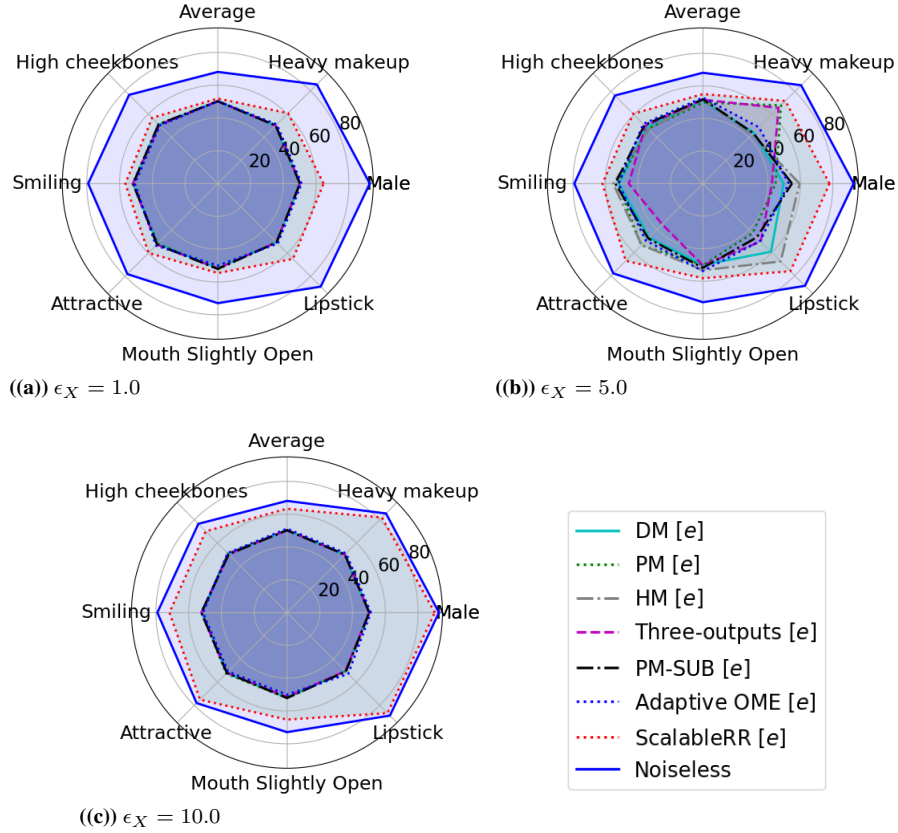 Average
High cheekbones
Heavy makeup
80
60
40
20
Smiling
Male
Attractive
Lipstick
Mouth Slightly Open
((a)) ϵ_X = 1.0
Average
High cheekbones
Heavy makeup
80
60
40
20
Smiling
Male
Attractive
Lipstick
Mouth Slightly Open
((b)) ϵ_X = 5.0
Average
High cheekbones
Heavy makeup
80
60
40
20
Smiling
Male
Attractive
Lipstick
Mouth Slightly Open
((c)) ϵ_X = 10.0
DM [e]
PM [e]
HM [e]
Three-outputs [e]
PM-SUB [e]
Adaptive OME [e]
ScalableRR [e]
Noiseless